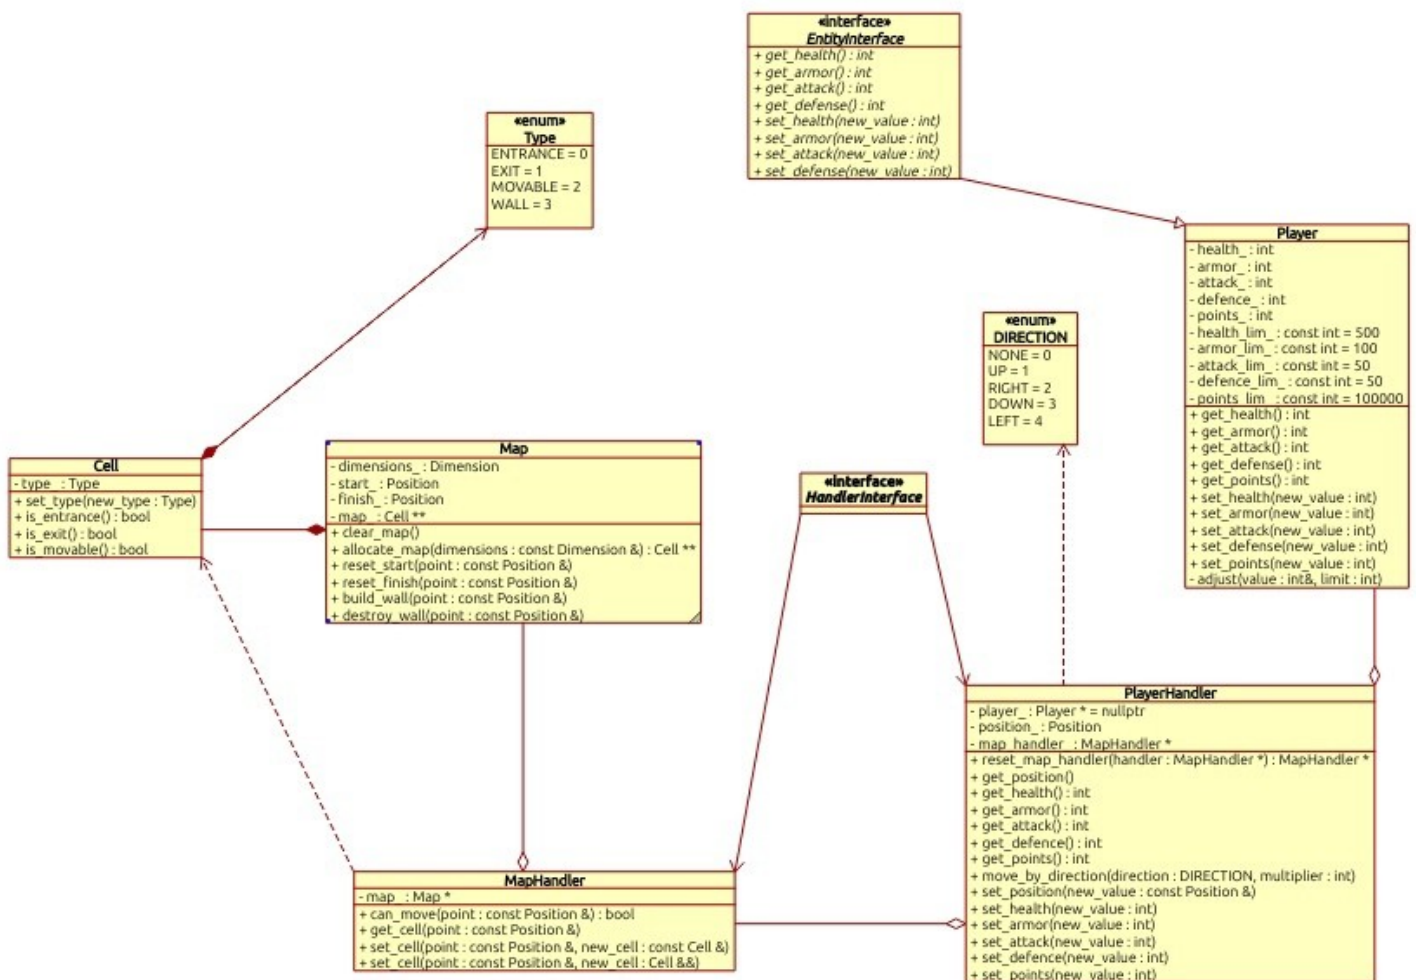 «interface»
EntityInterface
+ get_health() : int
+ get_armor() : int
+ get_attack() : int
+ get_defense() : int
+ set_health(new_value : int)
+ set_armor(new_value : int)
+ set_attack(new_value : int)
+ set_defense(new_value : int)
«enum»
Type
ENTRANCE = 0
EXIT = 1
MOVABLE = 2
WALL = 3
Player
- health_ : int
- armor_ : int
- attack_ : int
- defence_ : int
- points_ : int
- health_lim_ : const int = 500
- armor_lim_ : const int = 100
- attack_lim_ : const int = 50
- defence_lim_ : const int = 50
- points_lim_ : const int = 100000
+ get_health() : int
+ get_armor() : int
+ get_attack() : int
+ get_defense() : int
+ get_points() : int
+ set_health(new_value : int)
+ set_armor(new_value : int)
+ set_attack(new_value : int)
+ set_defense(new_value : int)
+ set_points(new_value : int)
- adjust(value : int&, limit : int)
«enum»
DIRECTION
NONE = 0
UP = 1
RIGHT = 2
DOWN = 3
LEFT = 4
Cell
- type_ : Type
+ set_type(new_type : Type)
+ is_entrance() : bool
+ is_exit() : bool
+ is_movable() : bool
Map
- dimensions_ : Dimension
- start_ : Position
- finish_ : Position
- map_ : Cell **
+ clear_map()
+ allocate_map(dimensions : const Dimension &) : Cell **
+ reset_start(point : const Position &)
+ reset_finish(point : const Position &)
+ build_wall(point : const Position &)
+ destroy_wall(point : const Position &)
«interface»
HandlerInterface
PlayerHandler
- player_ : Player * = nullptr
- position_ : Position
- map_handler_ : MapHandler *
+ reset_map_handler(handler : MapHandler *) : MapHandler *
+ get_position()
+ get_health() : int
+ get_armor() : int
+ get_attack() : int
+ get_defence() : int
+ get_points() : int
+ move_by_direction(direction : DIRECTION, multiplier : int)
+ set_position(new_value : const Position &)
+ set_health(new_value : int)
+ set_armor(new_value : int)
+ set_attack(new_value : int)
+ set_defence(new_value : int)
+ set_points(new_value : int)
MapHandler
- map_ : Map *
+ can_move(point : const Position &) : bool
+ get_cell(point : const Position &)
+ set_cell(point : const Position &, new_cell : const Cell &)
+ set_cell(point : const Position &, new_cell : Cell &&)